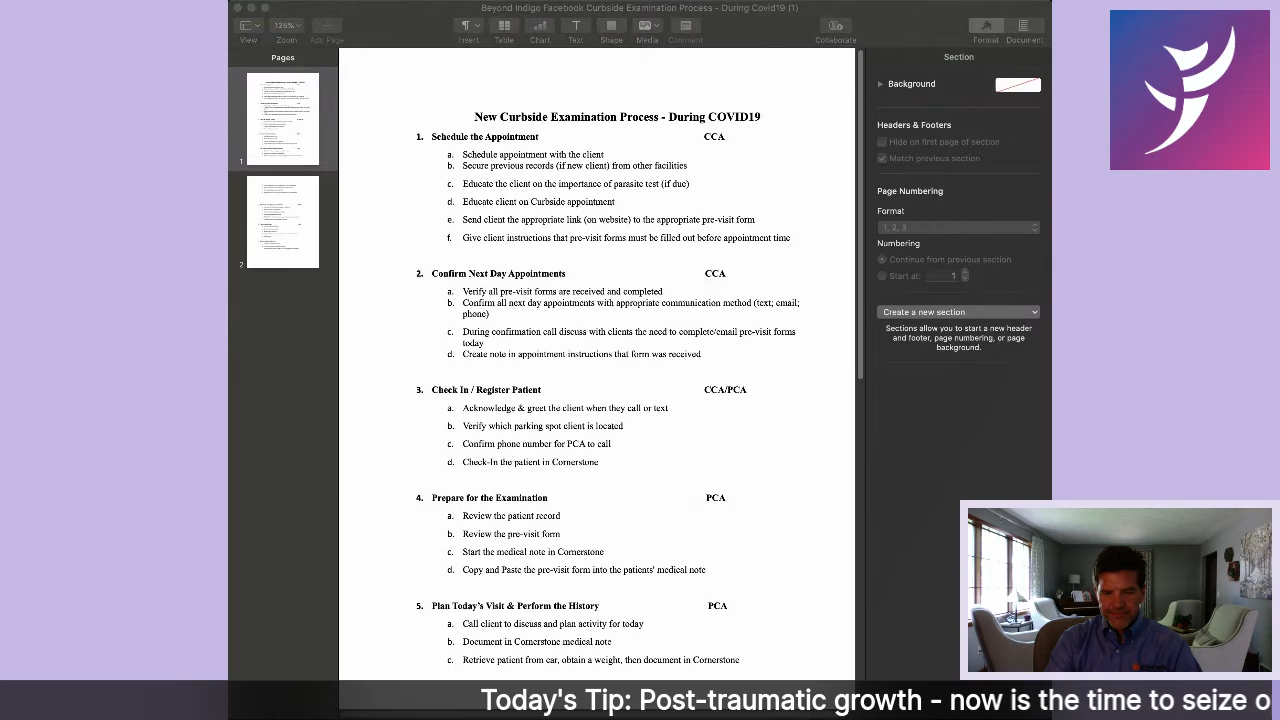 Beyond Indigo Facebook Curbside Examination Process - During Covid19 (1)
125%
View Zoom Add Page Insert Table Chart Text Shape Media Comment Collaborate Format Document
Pages
1
2
New Curbside Examination Process - During COVID19
1. Schedule the Appointment CCA
a. Schedule appointment with the client
b. Acquire previous records (if new client) from other facilities
Educate the client on the importance of parasite test (if due)
d. Educate client on curbside appointment
Send client the appropriate link (on website) to the appropriate pre-visit form
Give client instructions pre-visit form must be filled out prior to appointment
2. Confirm Next Day Appointments CCA
a. Verify all pre-visit forms are received and completed
b. Confirm all next day appointments with appropriate communication method (text; email;
phone)
c. During confirmation call discuss with clients the need to complete/email pre-visit forms
today
d. Create note in appointment instructions that form was received
3. Check In / Register Patient CCA/PCA
a. Acknowledge & greet the client when they call or text
b. Verify which parking spot client is located
c. Confirm phone number for PCA to call
d. Check-In the patient in Cornerstone
4. Prepare for the Examination PCA
a. Review the patient record
b. Review the pre-visit form
c. Start the medical note in Cornerstone
d. Copy and Paste the pre-visit form into the patients' medical note
5. Plan Today's Visit & Perform the History PCA
a. Call client to discuss and plan activity for today
b. Document in Cornerstone medical note
c. Retrieve patient from car, obtain a weight, then document in Cornerstone
Section
Background
Headers & Footers
Hide on first page of section
Match previous section
Page Numbering
Format
1, 2, 3
Numbering
Continue from previous section
Start at: 1
Create a new section
Sections allow you to start a new header
and footer, page numbering, or page
background.
Today's Tip: Post-traumatic growth - now is the time to seize o